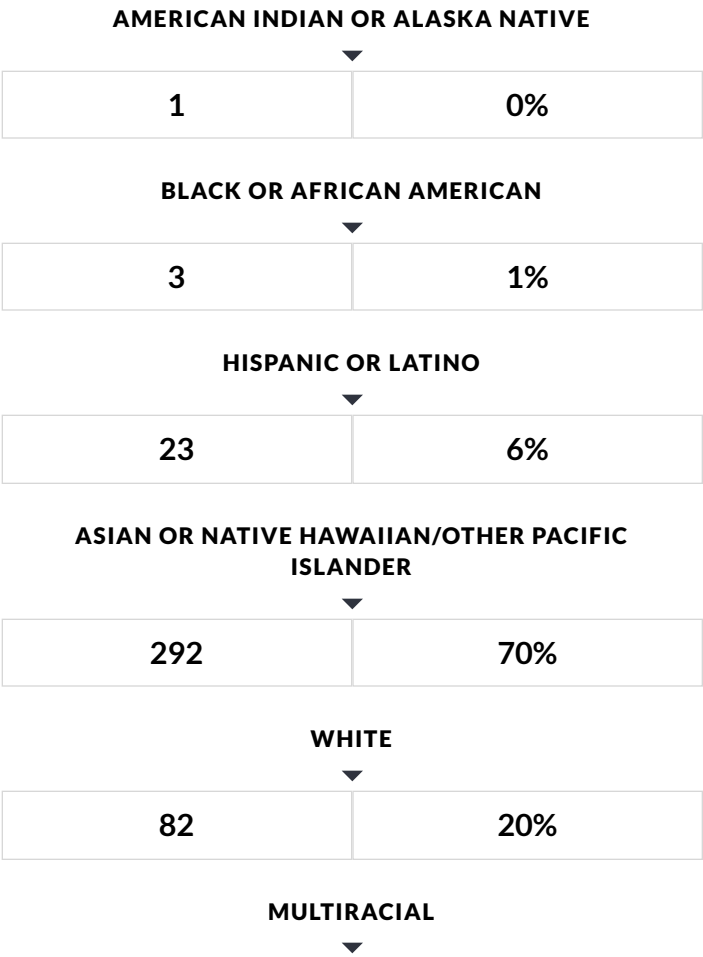 AMERICAN INDIAN OR ALASKA NATIVE
1 0%
BLACK OR AFRICAN AMERICAN
3 1%
HISPANIC OR LATINO
23 6%
ASIAN OR NATIVE HAWAIIAN/OTHER PACIFIC
ISLANDER
292 70%
WHITE
82 20%
MULTIRACIAL